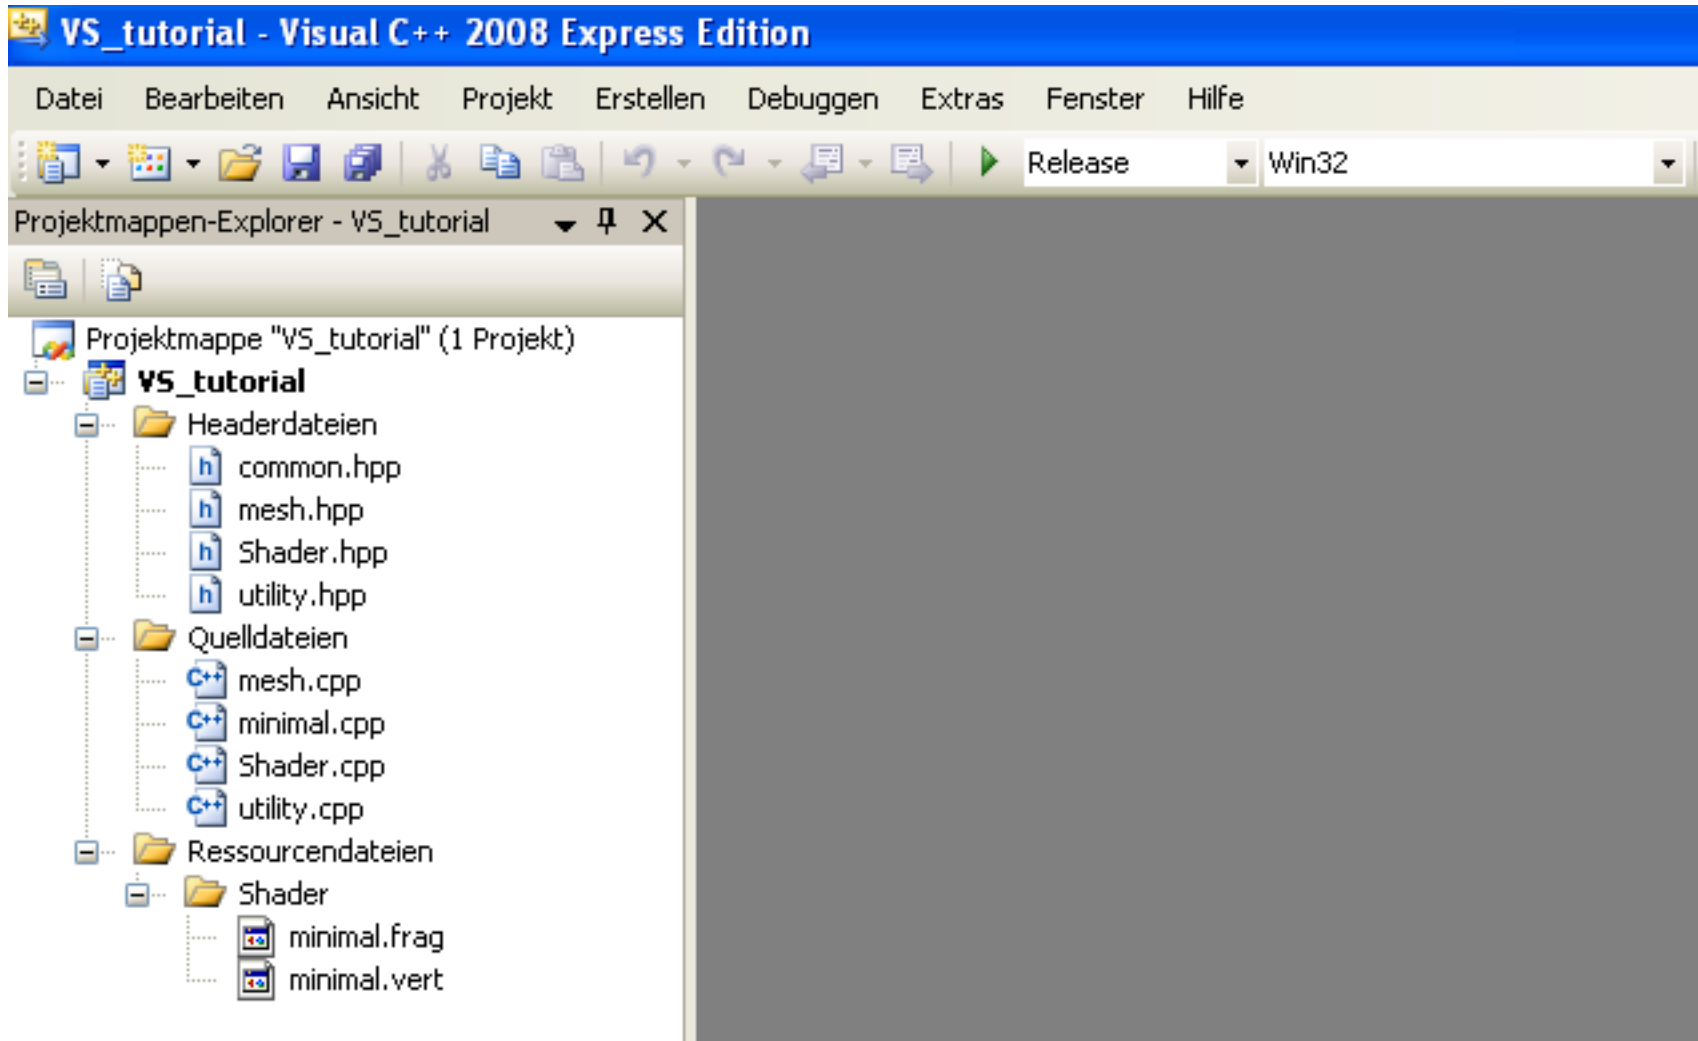 VS_tutorial - Visual C++ 2008 Express Edition
Datei Bearbeiten Ansicht Projekt Erstellen Debuggen Extras Fenster Hilfe
Release Win32
Projektmappen-Explorer - VS_tutorial
Projektmappe "VS_tutorial" (1 Projekt)
VS_tutorial
Headerdateien
common.hpp
mesh.hpp
Shader.hpp
utility.hpp
Quelldateien
mesh.cpp
minimal.cpp
Shader.cpp
utility.cpp
Ressourcendateien
Shader
minimal.frag
minimal.vert